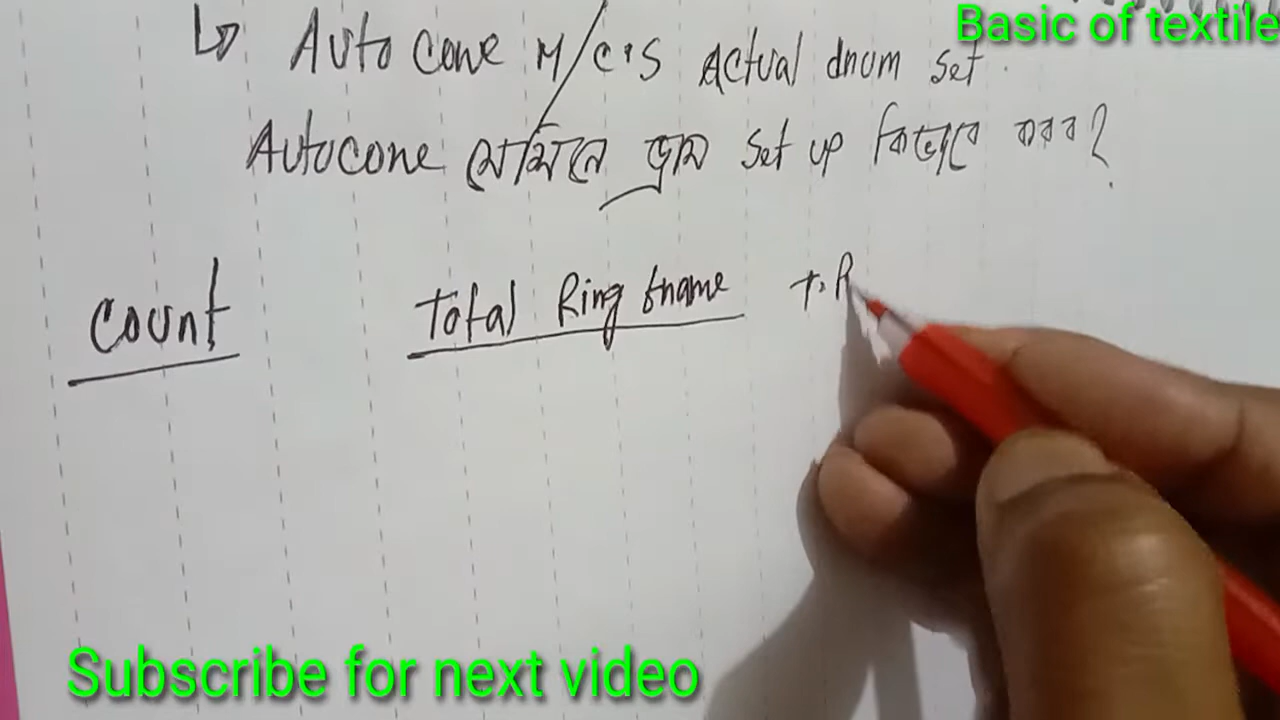 Basic of textile
↳ Auto Cone M/C's Actual drum set.
Autocone মেশিনে ড্রাম Set up কিভাবে করব?
Count Total Ring frame T. R
Subscribe for next video